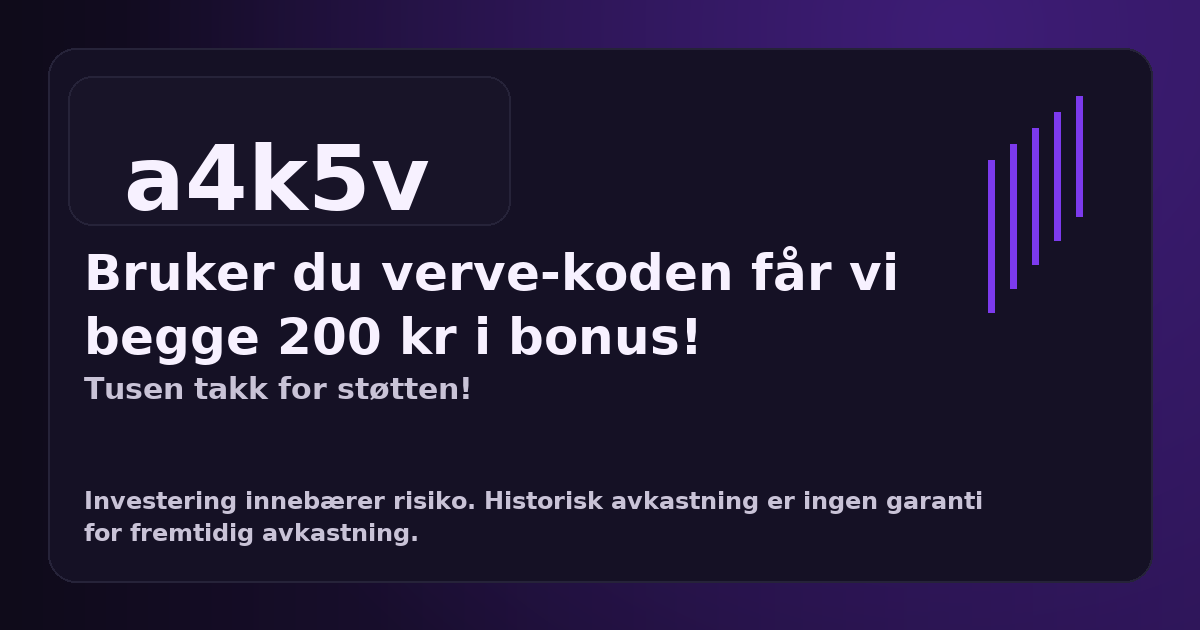 a4k5v
Bruker du verve-koden får vi
begge 200 kr i bonus!
Tusen takk for støtten!
Investering innebærer risiko. Historisk avkastning er ingen garanti
for fremtidig avkastning.